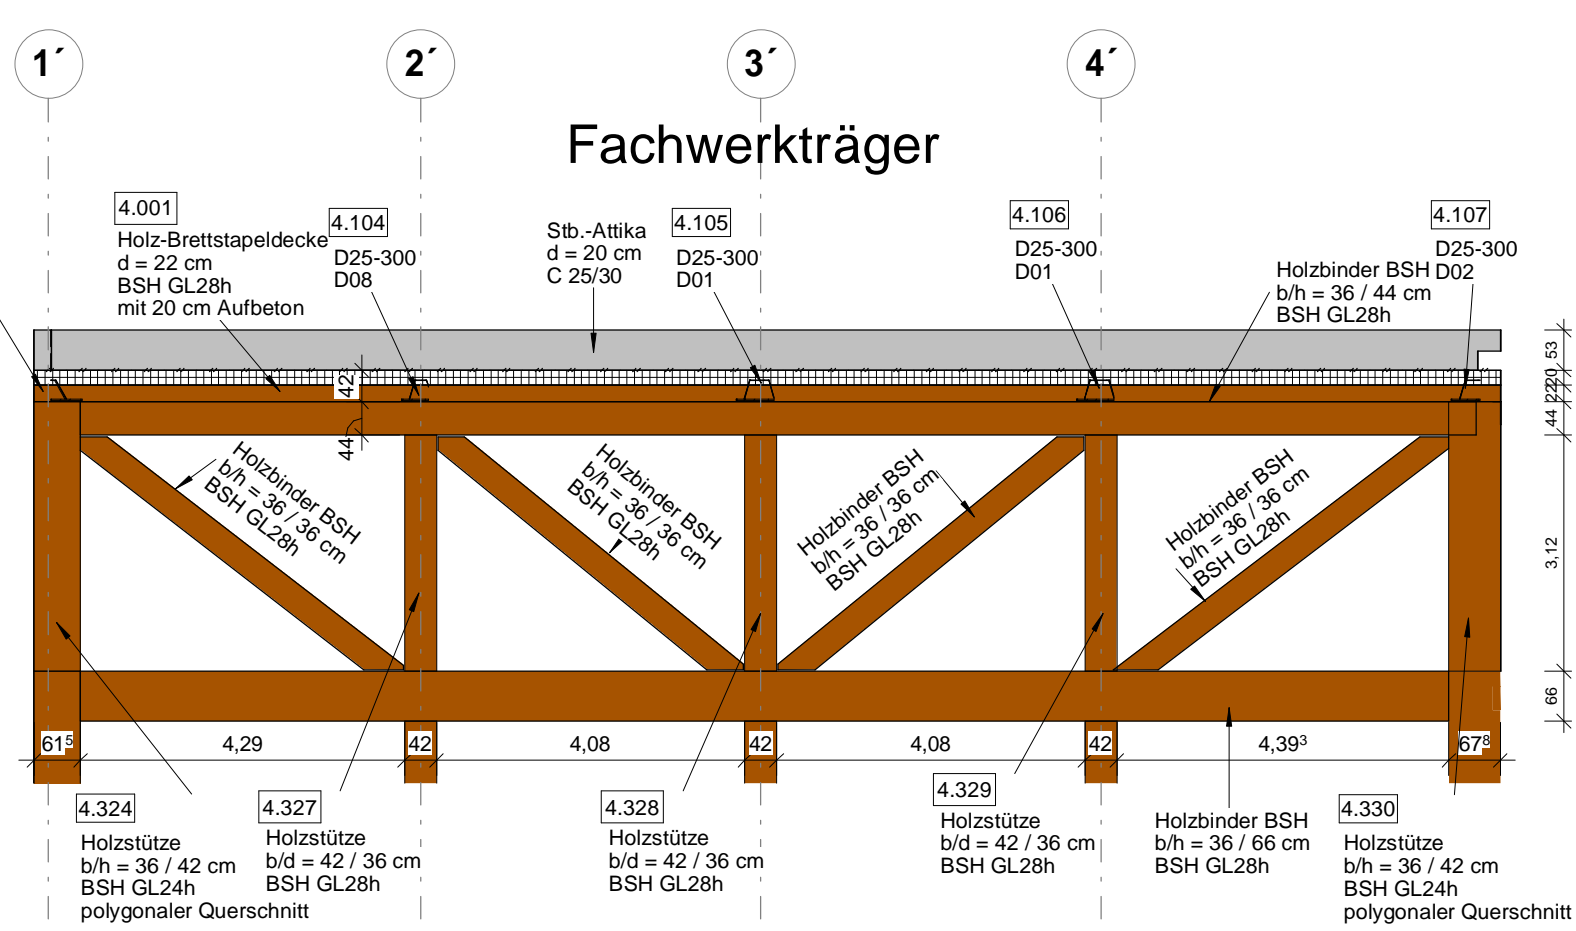 1´
2´
3´
4´
Fachwerkträger
4.001
Holz-Brettstapeldecke
d = 22 cm
BSH GL28h
mit 20 cm Aufbeton
4.104
D25-300
D08
Stb.-Attika
d = 20 cm
C 25/30
4.105
D25-300
D01
4.106
D25-300
D01
4.107
D25-300
D02
Holzbinder BSH
b/h = 36 / 44 cm
BSH GL28h
42
44
53
20
22
44
3,12
66
Holzbinder BSH
b/h = 36 / 36 cm
BSH GL28h
Holzbinder BSH
b/h = 36 / 36 cm
BSH GL28h
Holzbinder BSH
b/h = 36 / 36 cm
BSH GL28h
Holzbinder BSH
b/h = 36 / 36 cm
BSH GL28h
61⁵
4,29
42
4,08
42
4,08
42
4,39³
67⁸
4.324
Holzstütze
b/h = 36 / 42 cm
BSH GL24h
polygonaler Querschnitt
4.327
Holzstütze
b/d = 42 / 36 cm
BSH GL28h
4.328
Holzstütze
b/d = 42 / 36 cm
BSH GL28h
4.329
Holzstütze
b/d = 42 / 36 cm
BSH GL28h
Holzbinder BSH
b/h = 36 / 66 cm
BSH GL28h
4.330
Holzstütze
b/h = 36 / 42 cm
BSH GL24h
polygonaler Querschnitt